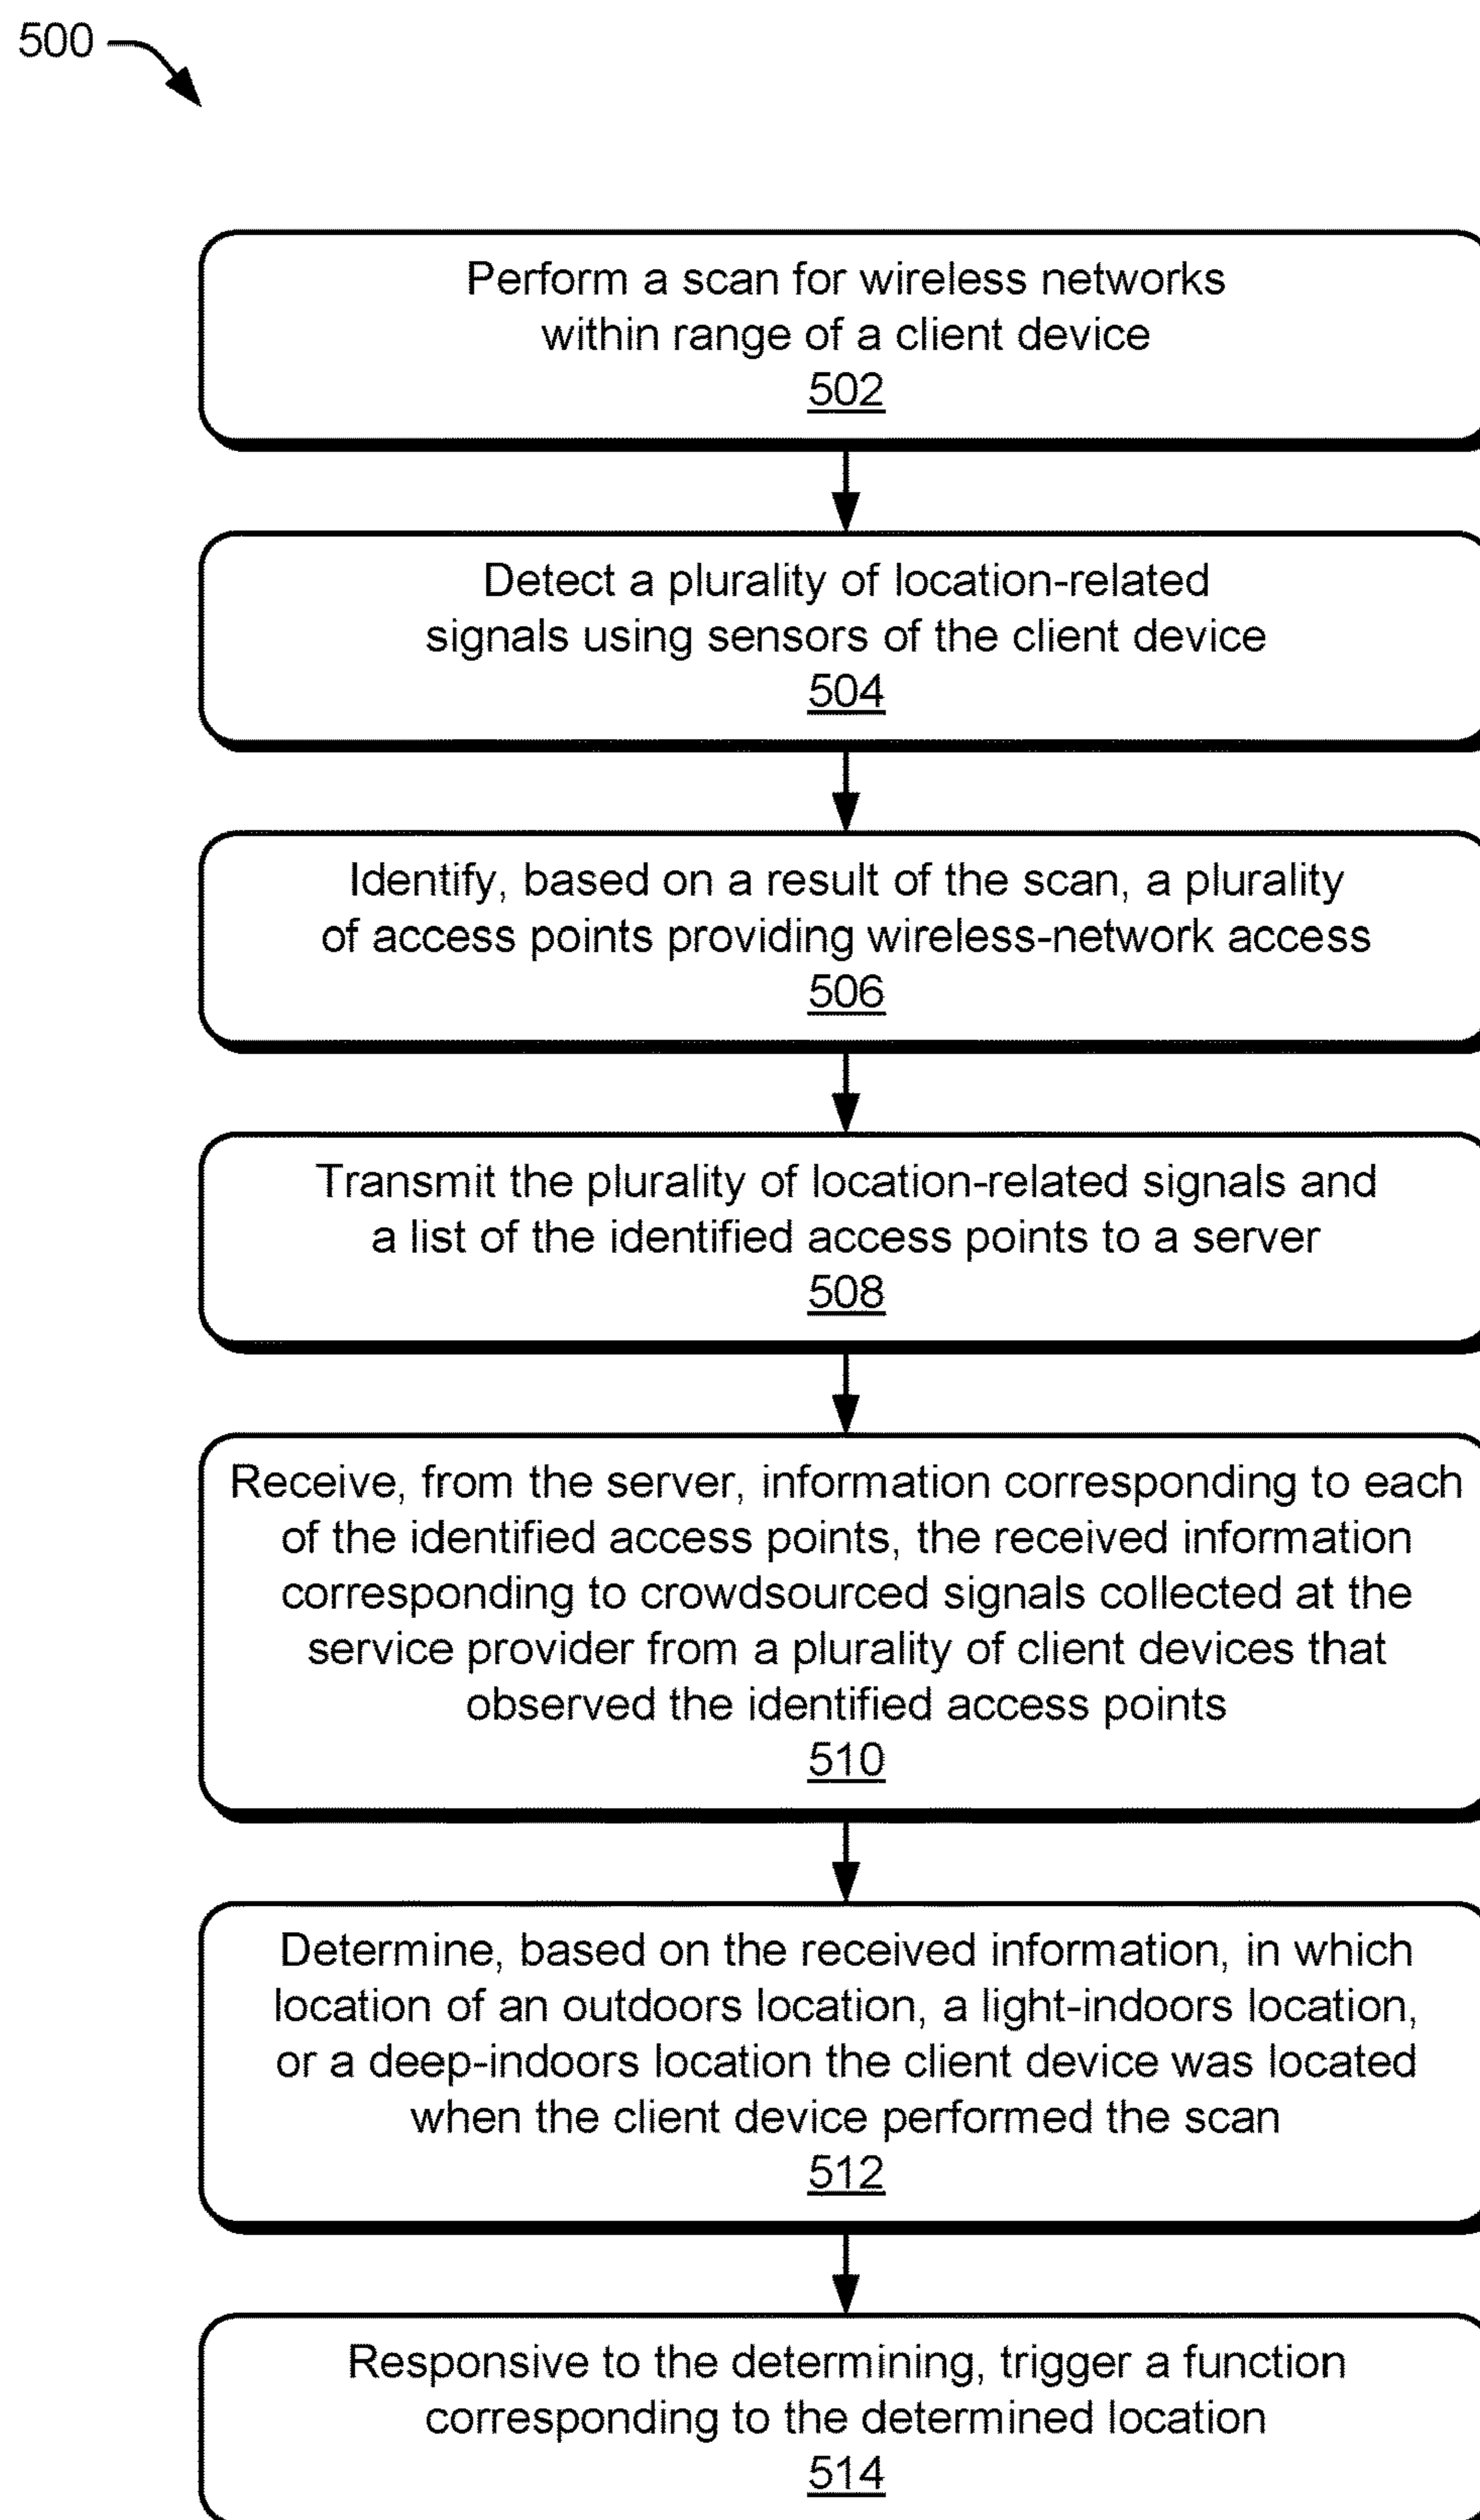 500
Perform a scan for wireless networks
within range of a client device
502
Detect a plurality of location-related
signals using sensors of the client device
504
Identify, based on a result of the scan, a plurality
of access points providing wireless-network access
506
Transmit the plurality of location-related signals and
a list of the identified access points to a server
508
Receive, from the server, information corresponding to each
of the identified access points, the received information
corresponding to crowdsourced signals collected at the
service provider from a plurality of client devices that
observed the identified access points
510
Determine, based on the received information, in which
location of an outdoors location, a light-indoors location,
or a deep-indoors location the client device was located
when the client device performed the scan
512
Responsive to the determining, trigger a function
corresponding to the determined location
514